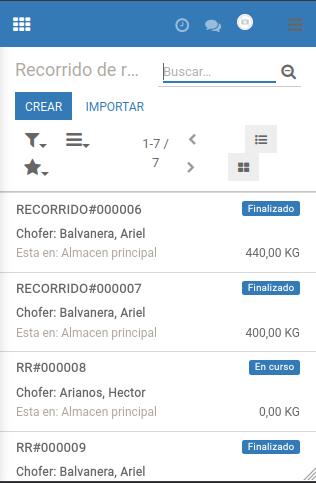 Recorrido de r...
Buscar...
CREAR
IMPORTAR
1-7 /
7
RECORRIDO#000006
Finalizado
Chofer: Balvanera, Ariel
Esta en: Almacen principal
440,00 KG
RECORRIDO#000007
Finalizado
Chofer: Balvanera, Ariel
Esta en: Almacen principal
400,00 KG
RR#000008
En curso
Chofer: Arianos, Hector
Esta en: Almacen principal
0,00 KG
RR#000009
Finalizado
Chofer: Balvanera, Ariel